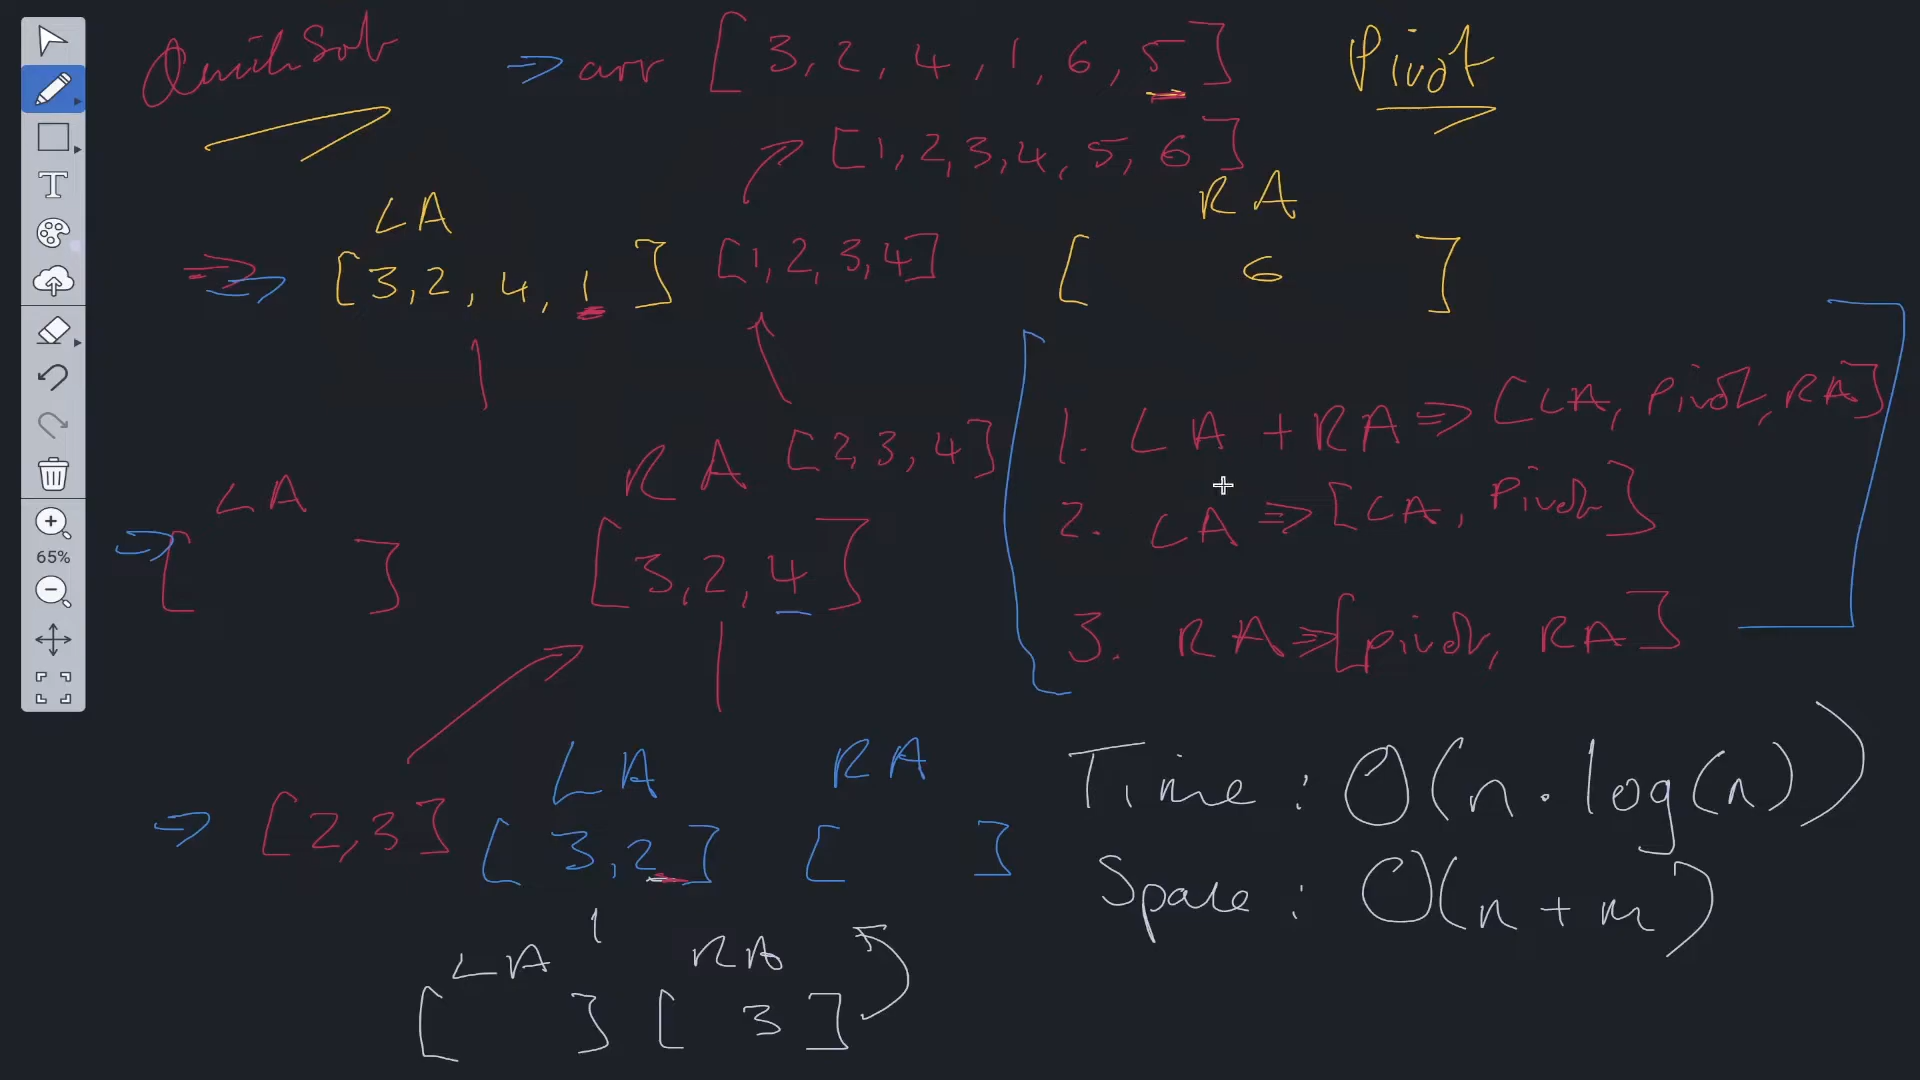 QuickSort
arr [3, 2, 4, 1, 6, 5]
Pivot
[1, 2, 3, 4, 5, 6]
LA
RA
[3, 2, 4, 1]
[1, 2, 3, 4]
[ 6 ]
1. LA + RA => [LA, Pivot, RA]
RA [2, 3, 4]
LA
2. LA => [LA, Pivot]
[ ]
[3, 2, 4]
3. RA => [pivot, RA]
65%
LA RA
Time : O(n . log(n))
[2, 3] [3, 2] [ ]
Space : O(n + m)
LA RA
[ ] [ 3 ]
T